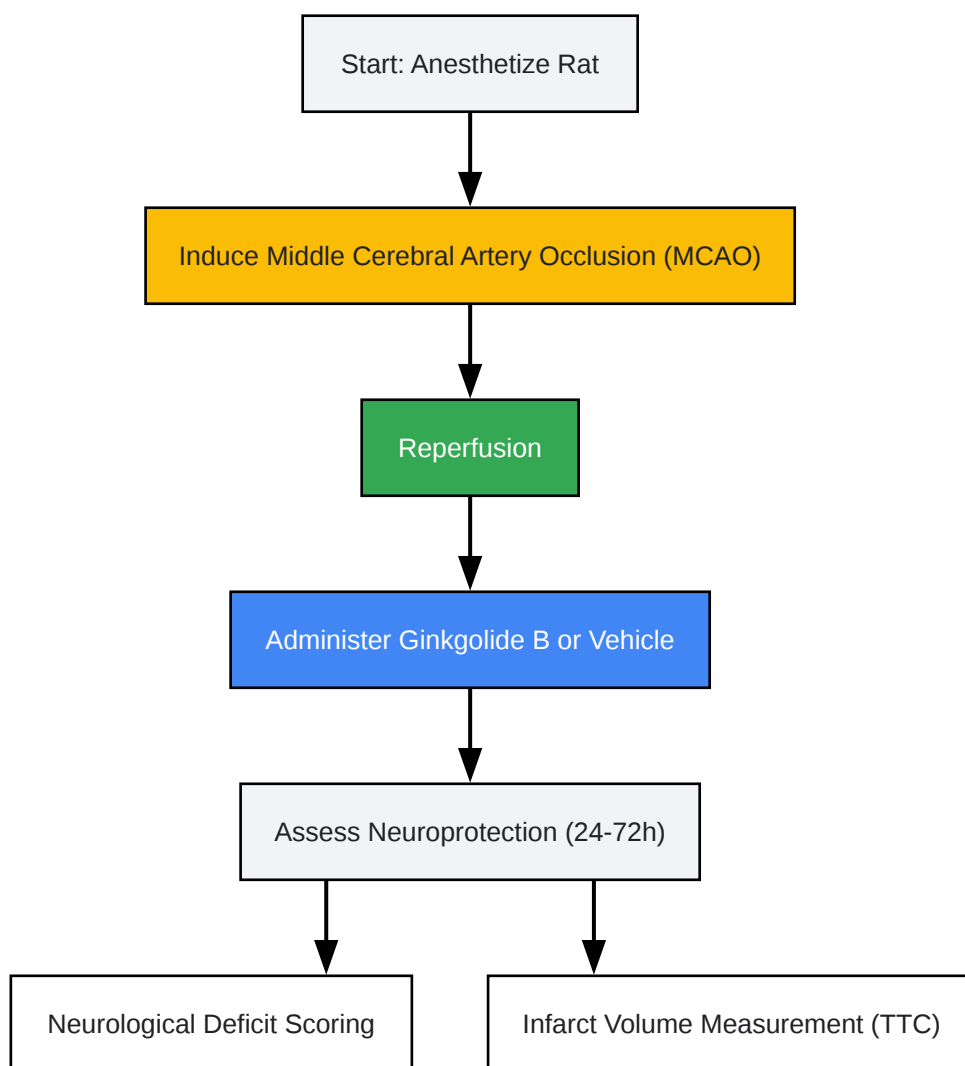 Start: Anesthetize Rat
Induce Middle Cerebral Artery Occlusion (MCAO)
Reperfusion
Administer Ginkgolide B or Vehicle
Assess Neuroprotection (24-72h)
Neurological Deficit Scoring
Infarct Volume Measurement (TTC)